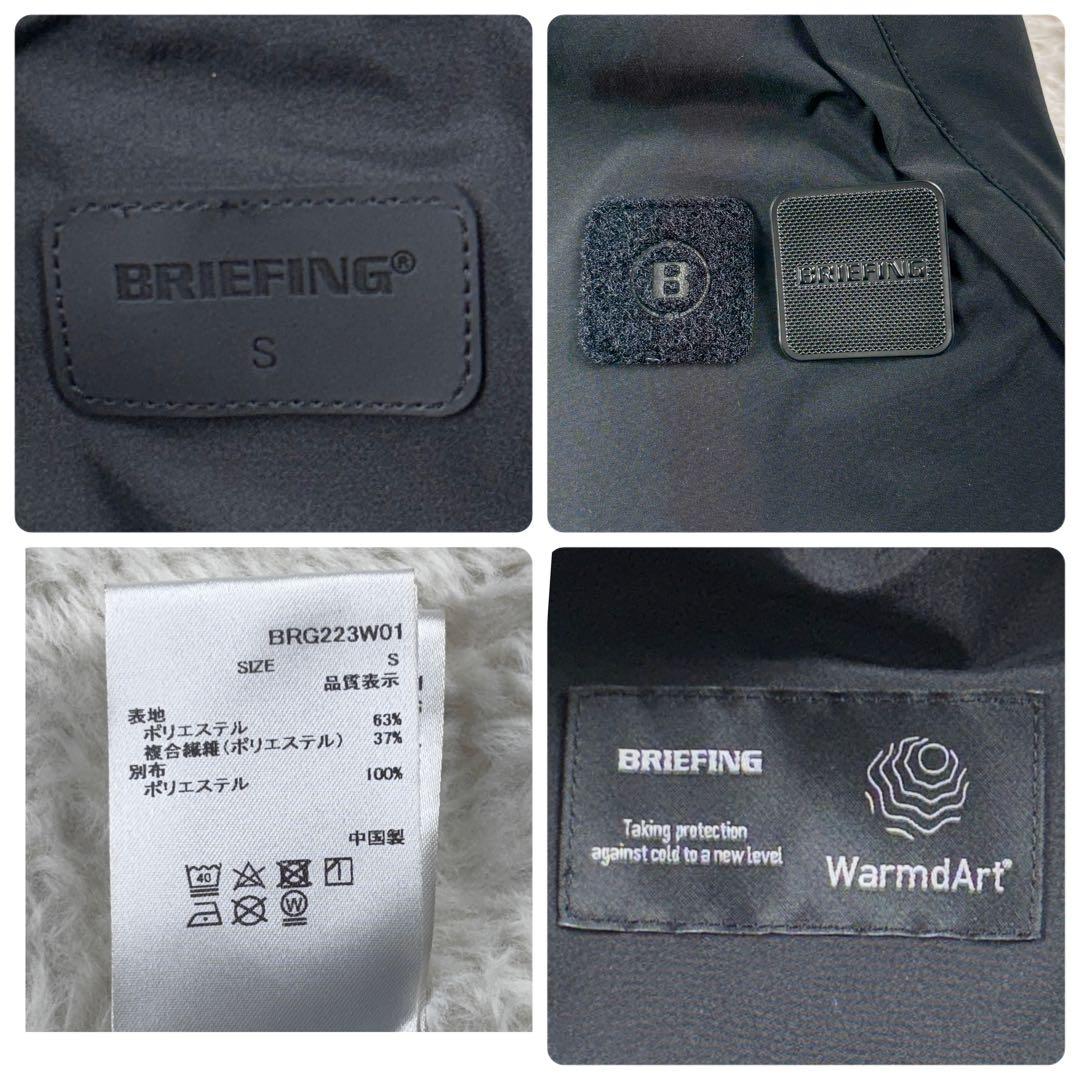 BRIEFING®
S
B
BRIEFING
BRG223W01
SIZE S
品質表示
表地
ポリエステル 63%
複合繊維(ポリエステル) 37%
別布
ポリエステル 100%
中国製
40
W
BRIEFING
Taking protection
against cold to a new level
WarmdArt®